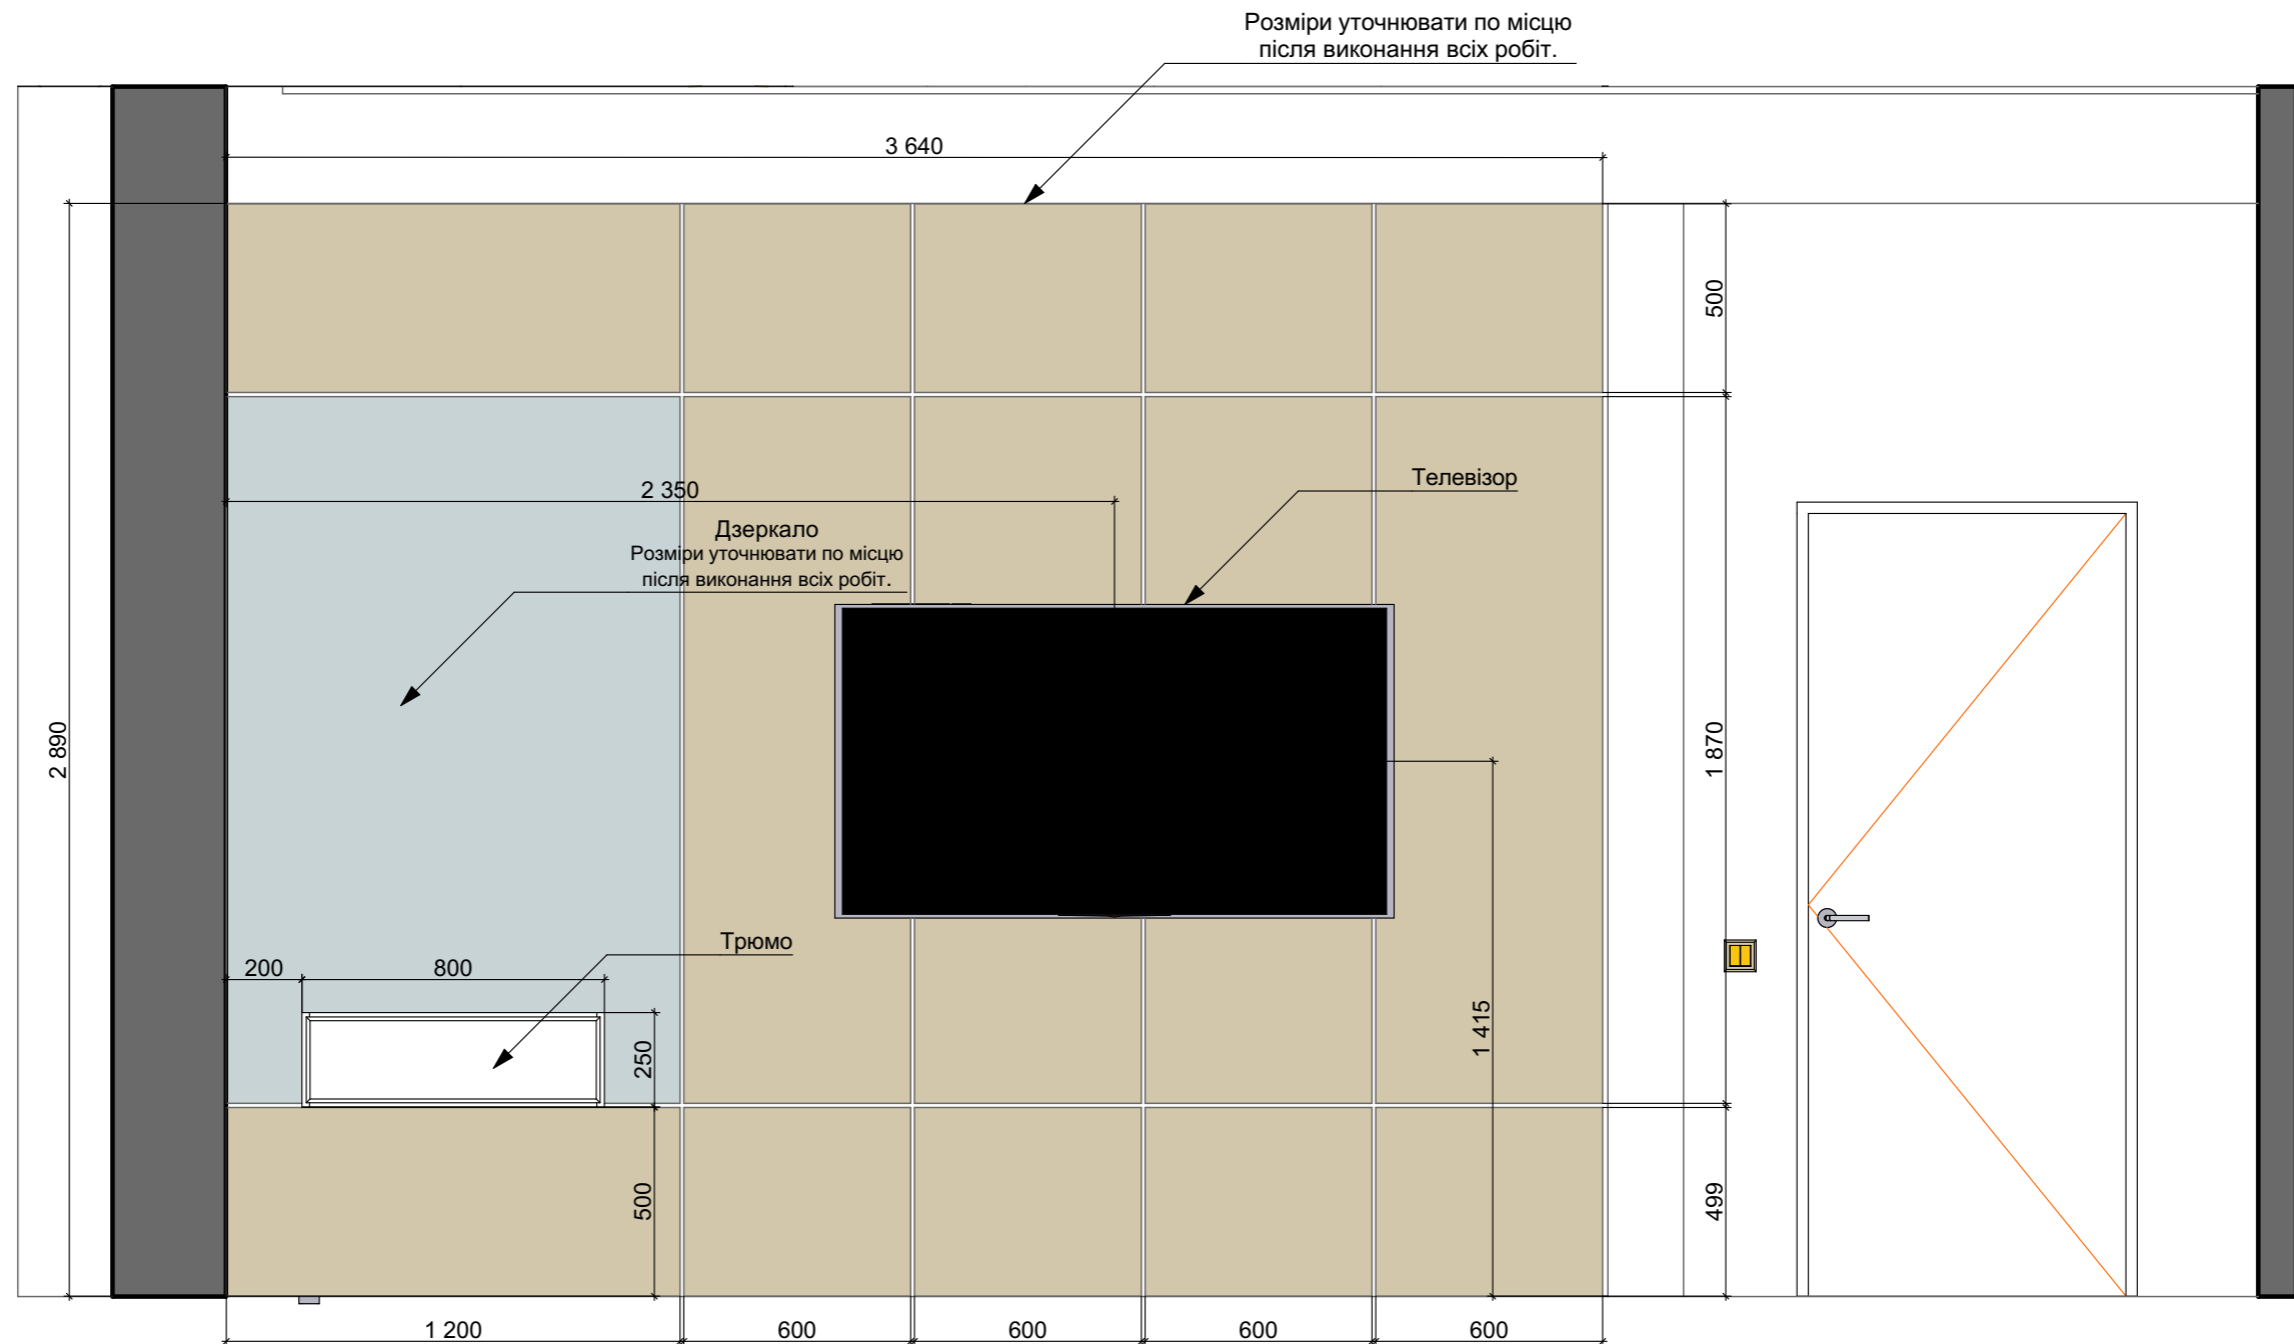 Розміри уточнювати по місцю
після виконання всіх робіт.
3 640
500
2 350
Телевізор
Дзеркало
Розміри уточнювати по місцю
після виконання всіх робіт.
2 890
1 870
Трюмо
200
800
250
1 415
500
499
1 200
600
600
600
600